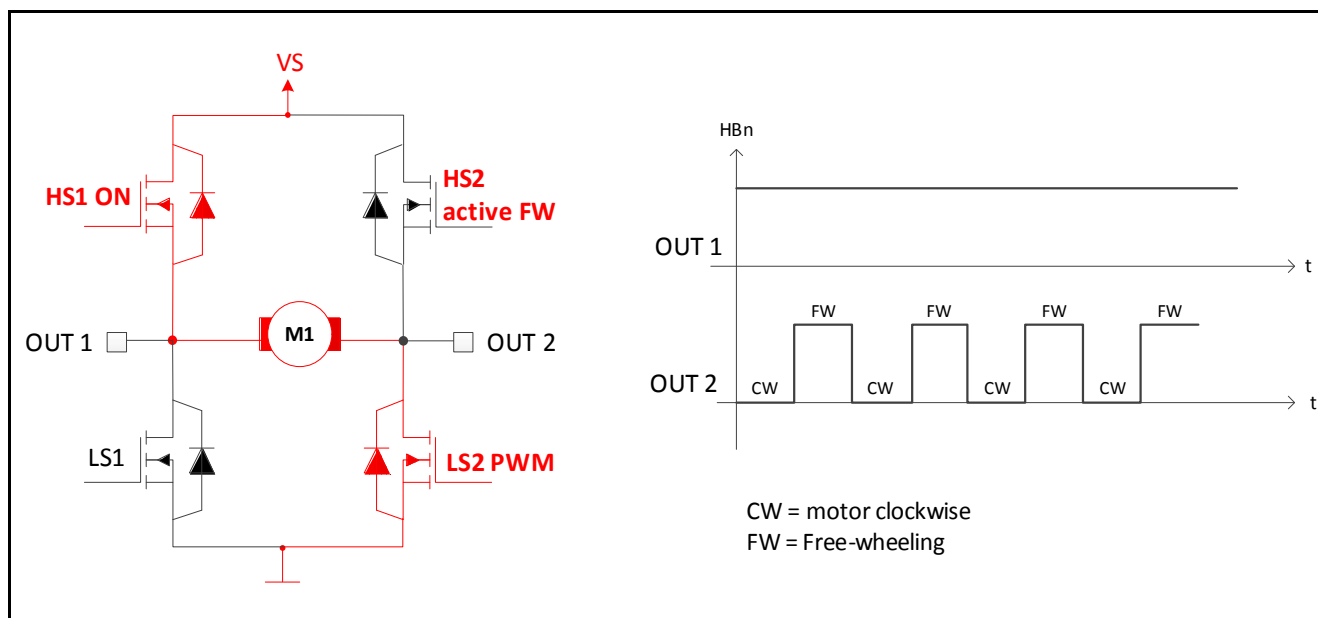 VS
HS1 ON
HS2
active FW
OUT 1
M1
OUT 2
LS1
LS2 PWM
HBn
OUT 1
t
FW
FW
FW
FW
OUT 2
CW
CW
CW
CW
t
CW = motor clockwise
FW = Free-wheeling